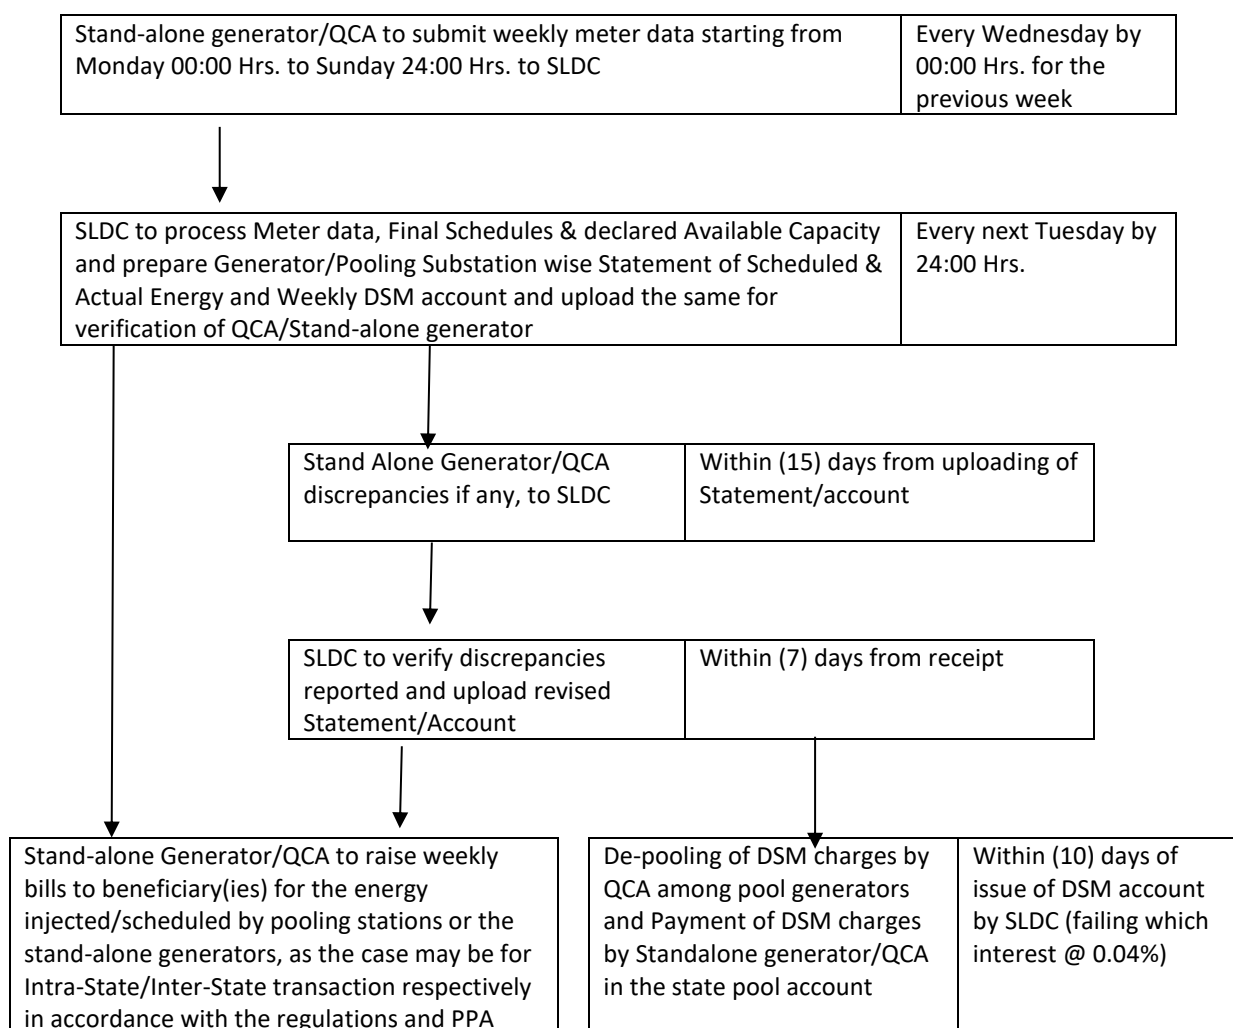 Stand-alone generator/QCA to submit weekly meter data starting from
Monday 00:00 Hrs. to Sunday 24:00 Hrs. to SLDC
Every Wednesday by
00:00 Hrs. for the
previous week
SLDC to process Meter data, Final Schedules & declared Available Capacity
and prepare Generator/Pooling Substation wise Statement of Scheduled &
Actual Energy and Weekly DSM account and upload the same for
verification of QCA/Stand-alone generator
Every next Tuesday by
24:00 Hrs.
Stand Alone Generator/QCA
discrepancies if any, to SLDC
Within (15) days from uploading of
Statement/account
SLDC to verify discrepancies
reported and upload revised
Statement/Account
Within (7) days from receipt
Stand-alone Generator/QCA to raise weekly
bills to beneficiary(ies) for the energy
injected/scheduled by pooling stations or the
stand-alone generators, as the case may be for
Intra-State/Inter-State transaction respectively
in accordance with the regulations and PPA
De-pooling of DSM charges by
QCA among pool generators
and Payment of DSM charges
by Standalone generator/QCA
in the state pool account
Within (10) days of
issue of DSM account
by SLDC (failing which
interest @ 0.04%)